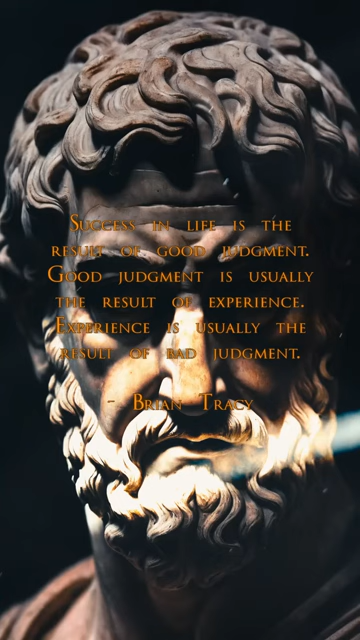 Success in life is the
result of good judgment.
Good judgment is usually
the result of experience.
Experience is usually the
result of bad judgment.
- Brian Tracy